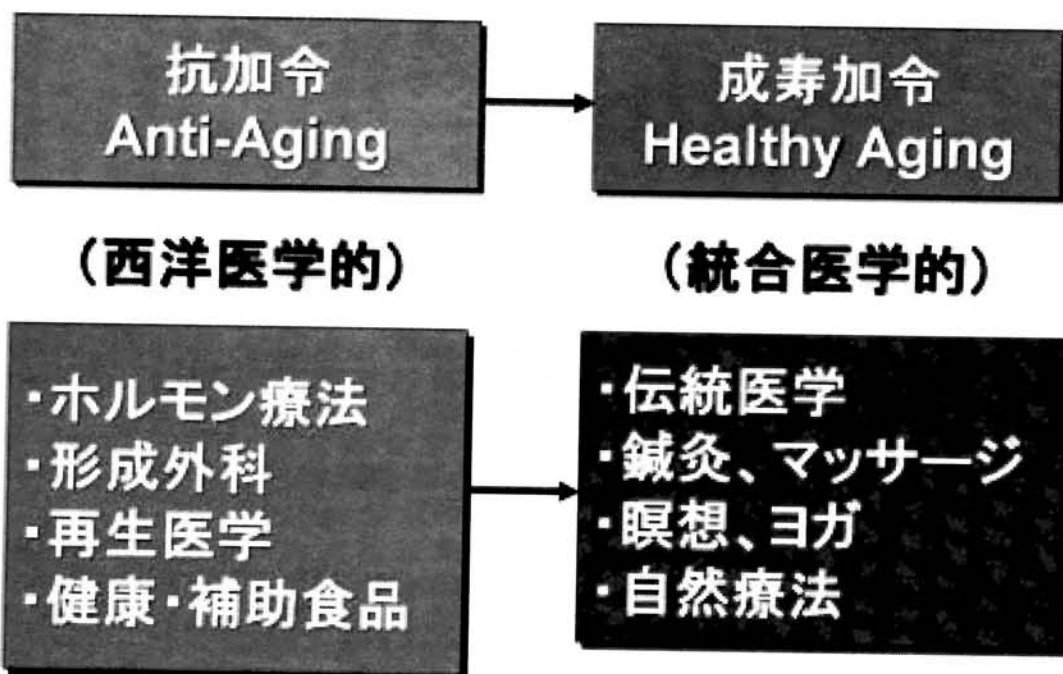 抗加令
Anti-Aging
成寿加令
Healthy Aging
(西洋医学的)
(統合医学的)
・ホルモン療法
・形成外科
・再生医学
・健康・補助食品
・伝統医学
・鍼灸、マッサージ
・瞑想、ヨガ
・自然療法